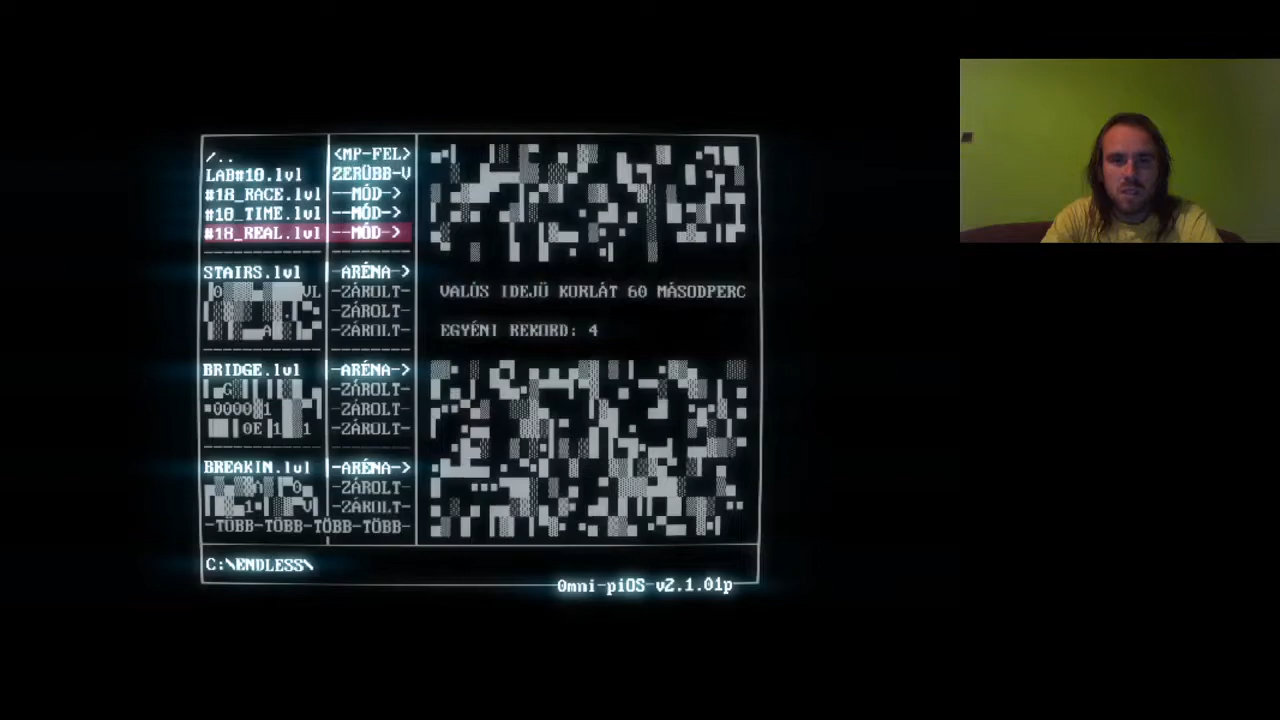 /..
<MP-FEL>
LAB#10.lvl
ZERÜBB-V
#18_RACE.lvl
--MÓD->
#10_TIME.lvl
--MÓD->
#18_REAL.lvl
--MÓD->
STAIRS.lvl
-ARÉNA->
-ZÁROLT-
-ZÁROLT-
-ZÁROLT-
BRIDGE.lvl
-ARÉNA->
-ZÁROLT-
-ZÁROLT-
-ZÁROLT-
BREAKIN.lvl
-ARÉNA->
-ZÁROLT-
-ZÁROLT-
-TÖBB-TÖBB-TÖBB-TÖBB-
VALÓS IDEJŰ KORLÁT 60 MÁSODPERC
EGYÉNI REKORD: 4
C:\ENDLESS\
Omni-piOS-v2.1.01p